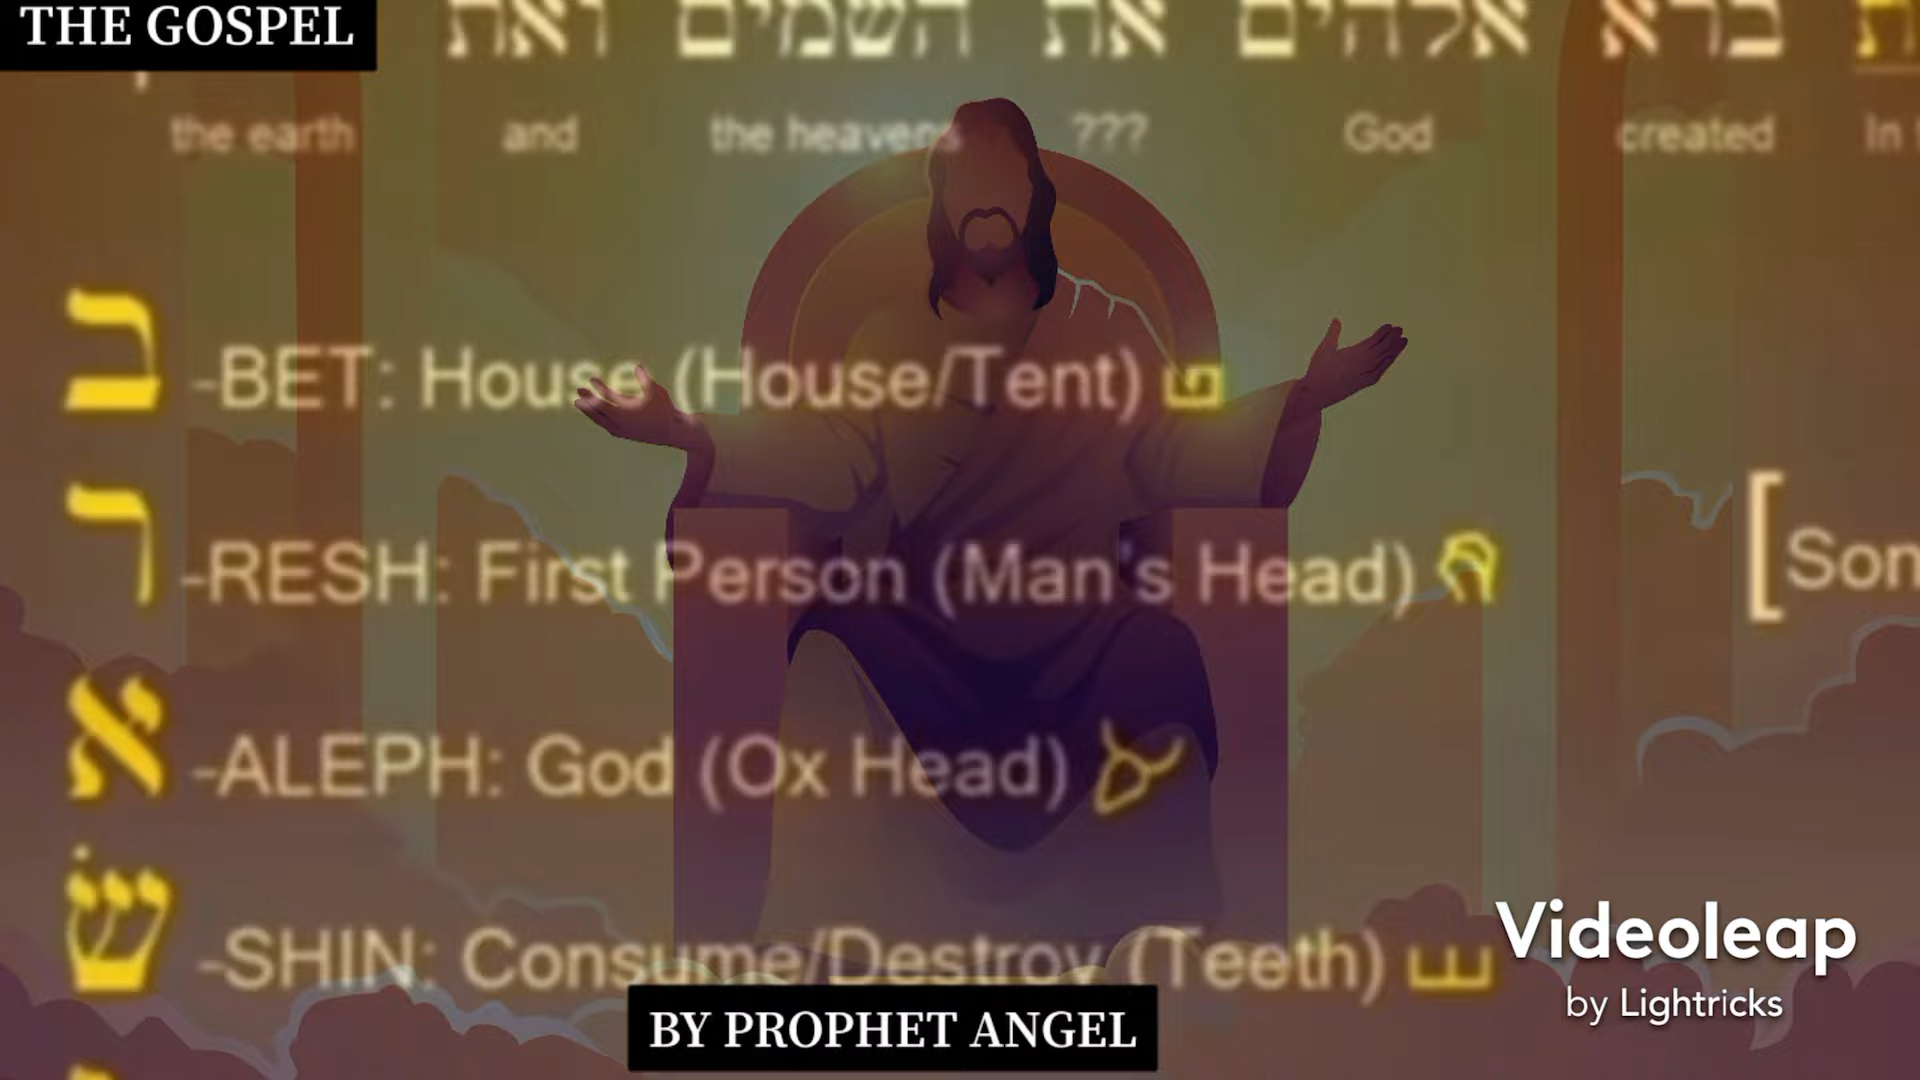 THE GOSPEL
ברא אלהים את השמים ואת
the earth and the heavens ??? God created In
ב -BET: House (House/Tent)
ר -RESH: First Person (Man's Head) [Son
א -ALEPH: God (Ox Head)
שׁ -SHIN: Consume/Destroy (Teeth)
Videoleap
by Lightricks
BY PROPHET ANGEL